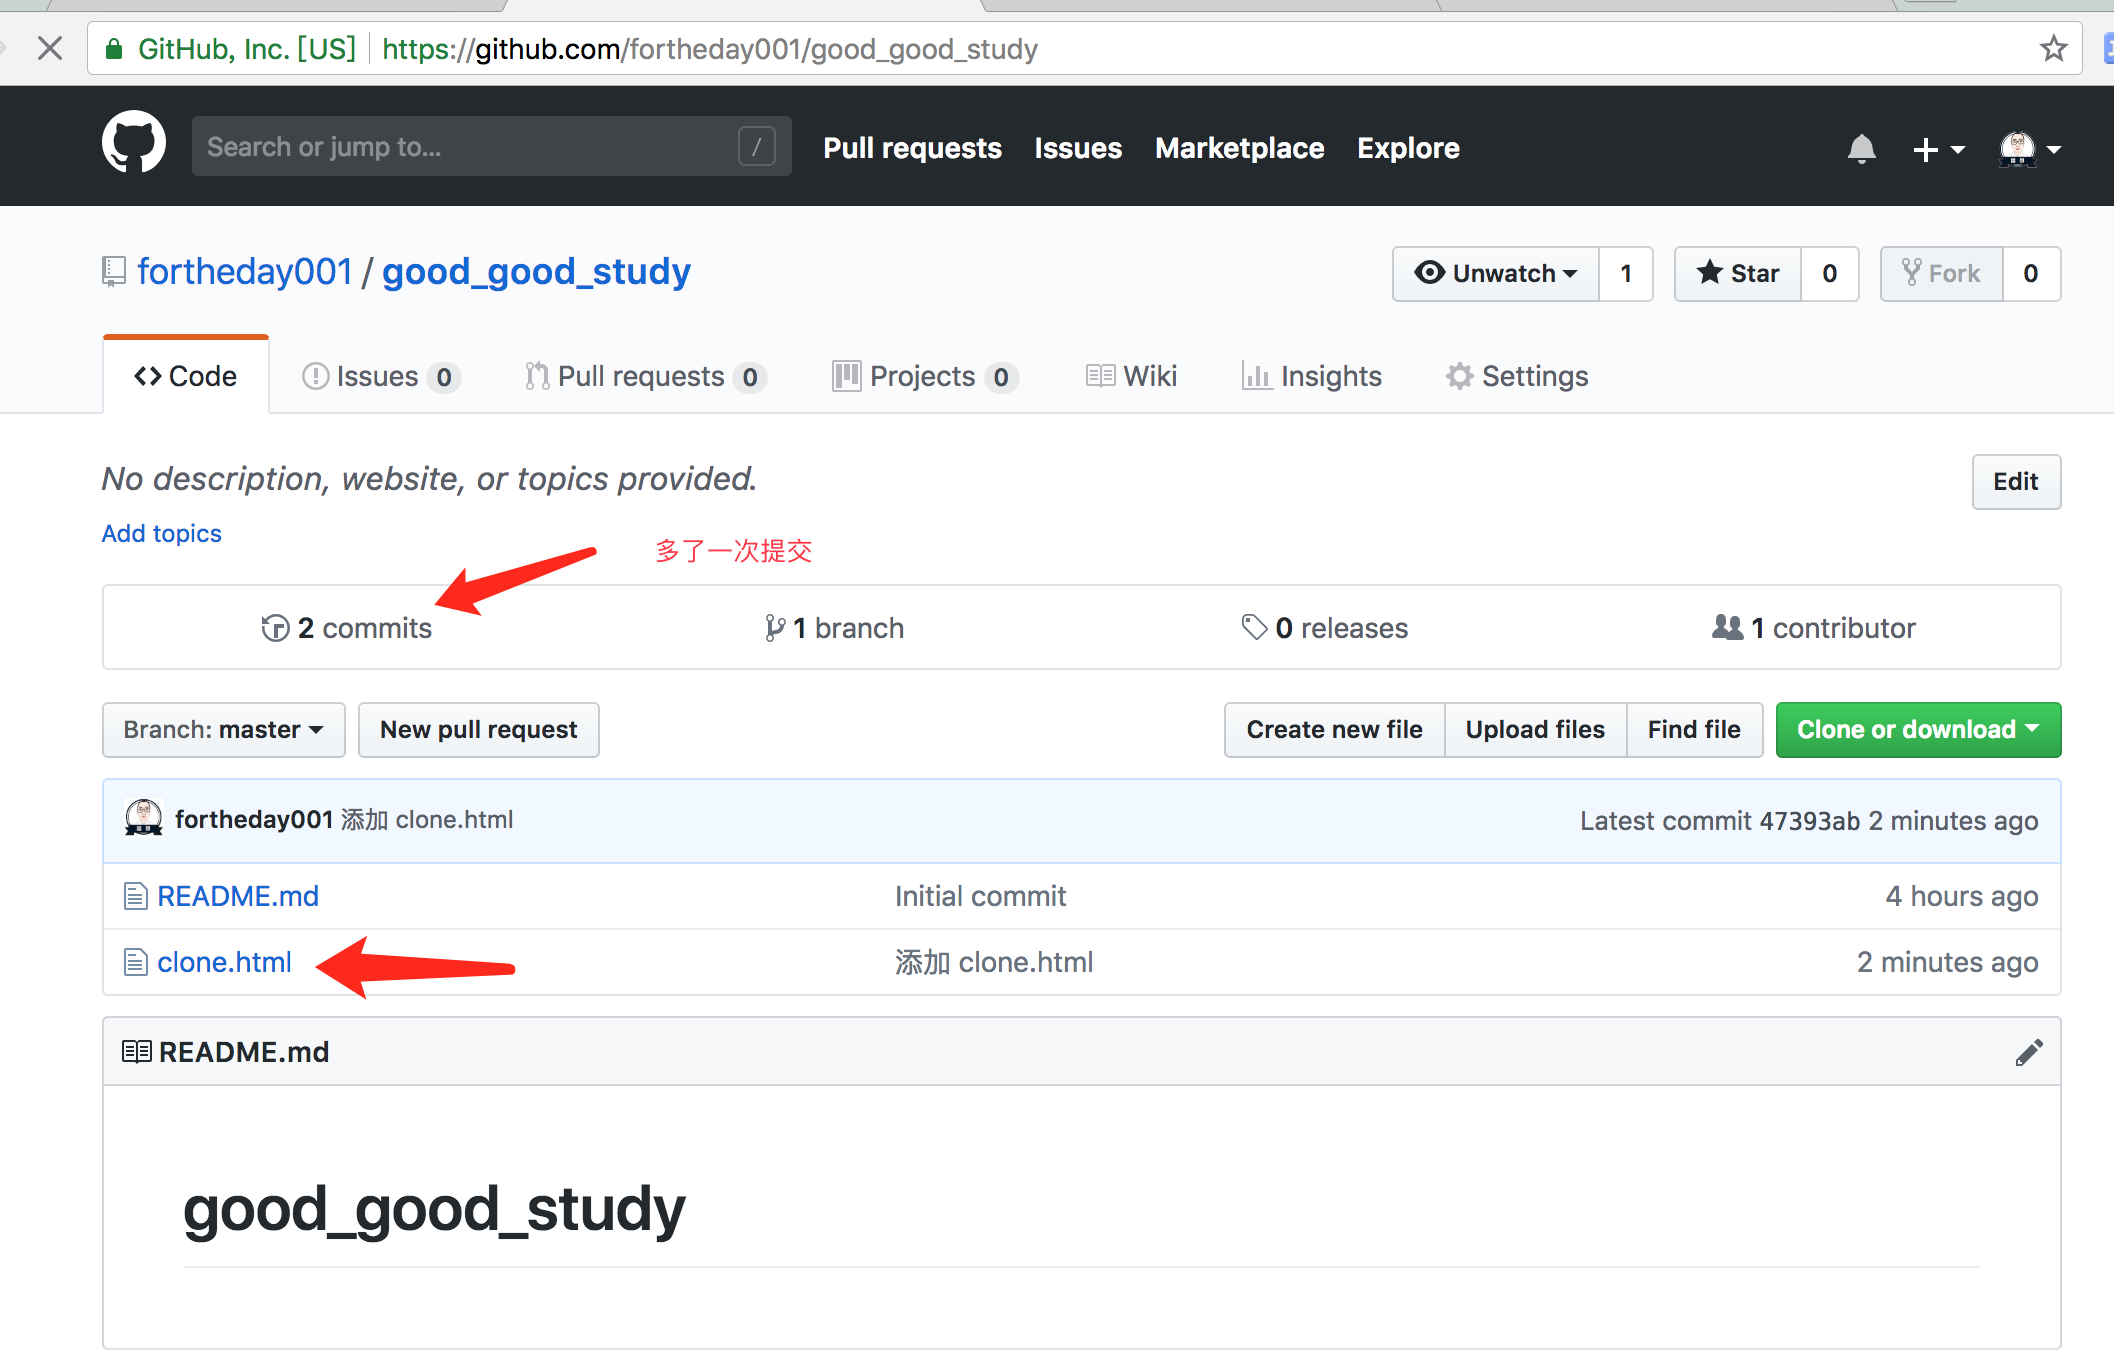 GitHub, Inc. [US] https://github.com/fortheday001/good_good_study
Search or jump to... / Pull requests Issues Marketplace Explore
fortheday001 / good_good_study Unwatch 1 Star 0 Fork 0
Code Issues 0 Pull requests 0 Projects 0 Wiki Insights Settings
No description, website, or topics provided. Edit
Add topics
多了一次提交
2 commits 1 branch 0 releases 1 contributor
Branch: master New pull request Create new file Upload files Find file Clone or download
fortheday001 添加 clone.html Latest commit 47393ab 2 minutes ago
README.md Initial commit 4 hours ago
clone.html 添加 clone.html 2 minutes ago
README.md
good_good_study